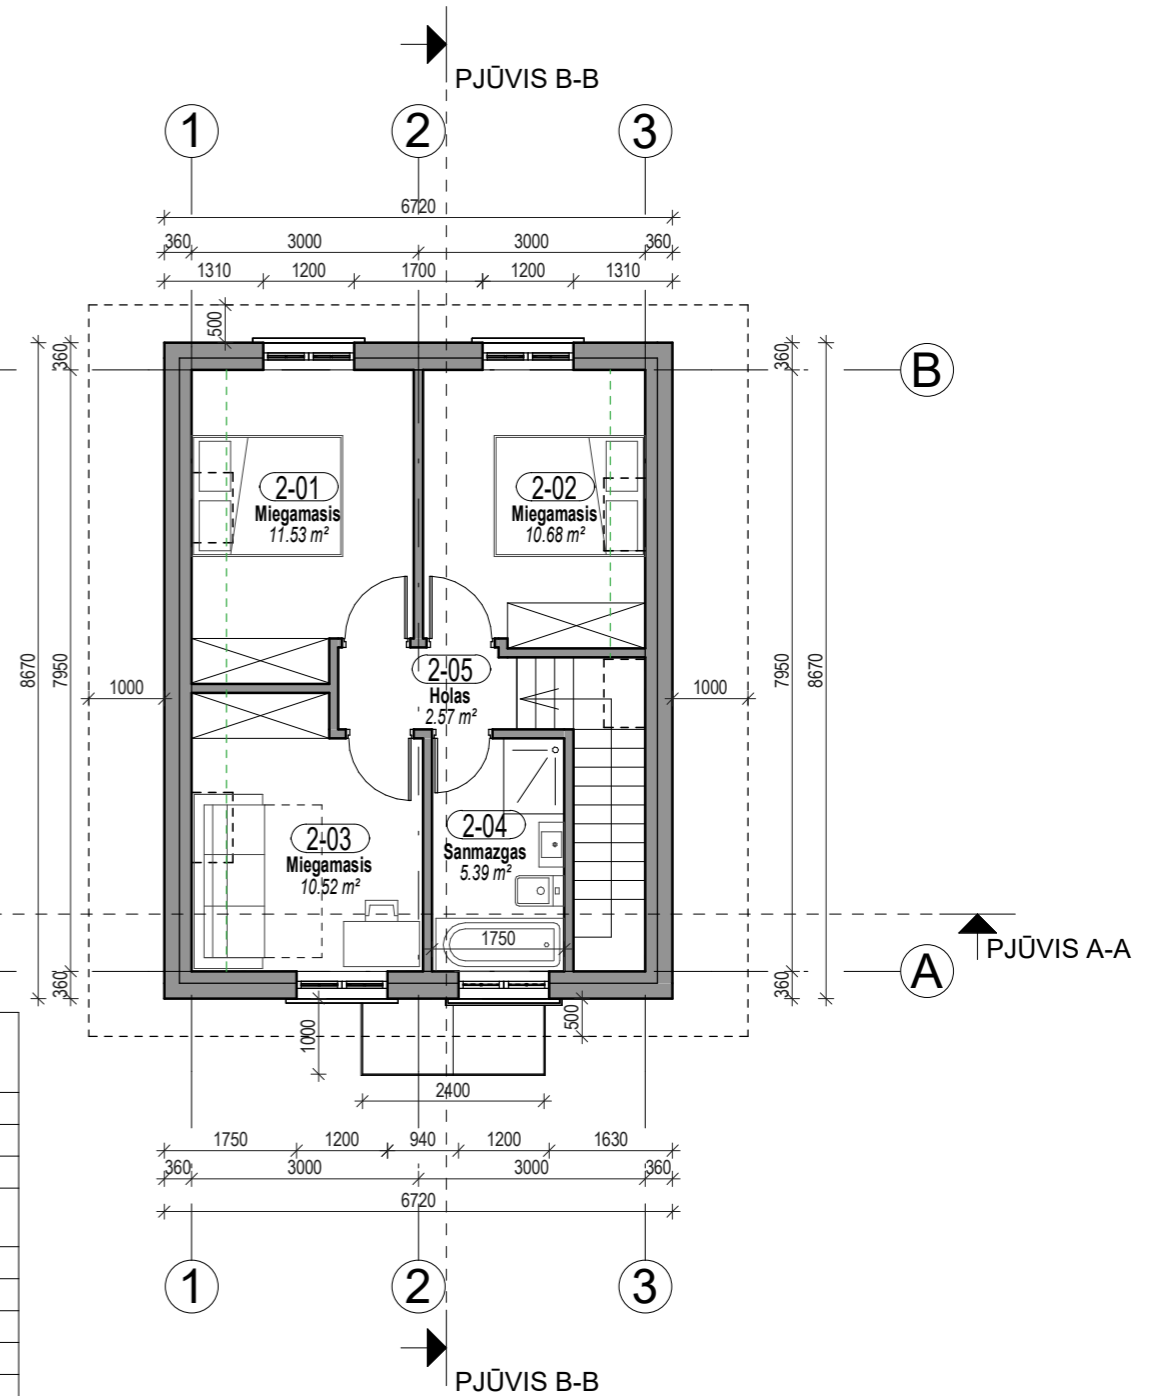 PJŪVIS B-B
1 2 3
6720
360 3000 3000 360
1310 1200 1700 1200 1310
500
360 360
B
2-01
Miegamasis
11.53 m²
2-02
Miegamasis
10.68 m²
8670 7950 1000
2-05
Holas
2.57 m²
1000 7950 8670
2-03
Miegamasis
10.52 m²
2-04
Sanmazgas
5.39 m²
1750
PJŪVIS A-A
A
360 360
1000
500
2400
1750 1200 940 1200 1630
360 3000 3000 360
6720
1 2 3
PJŪVIS B-B